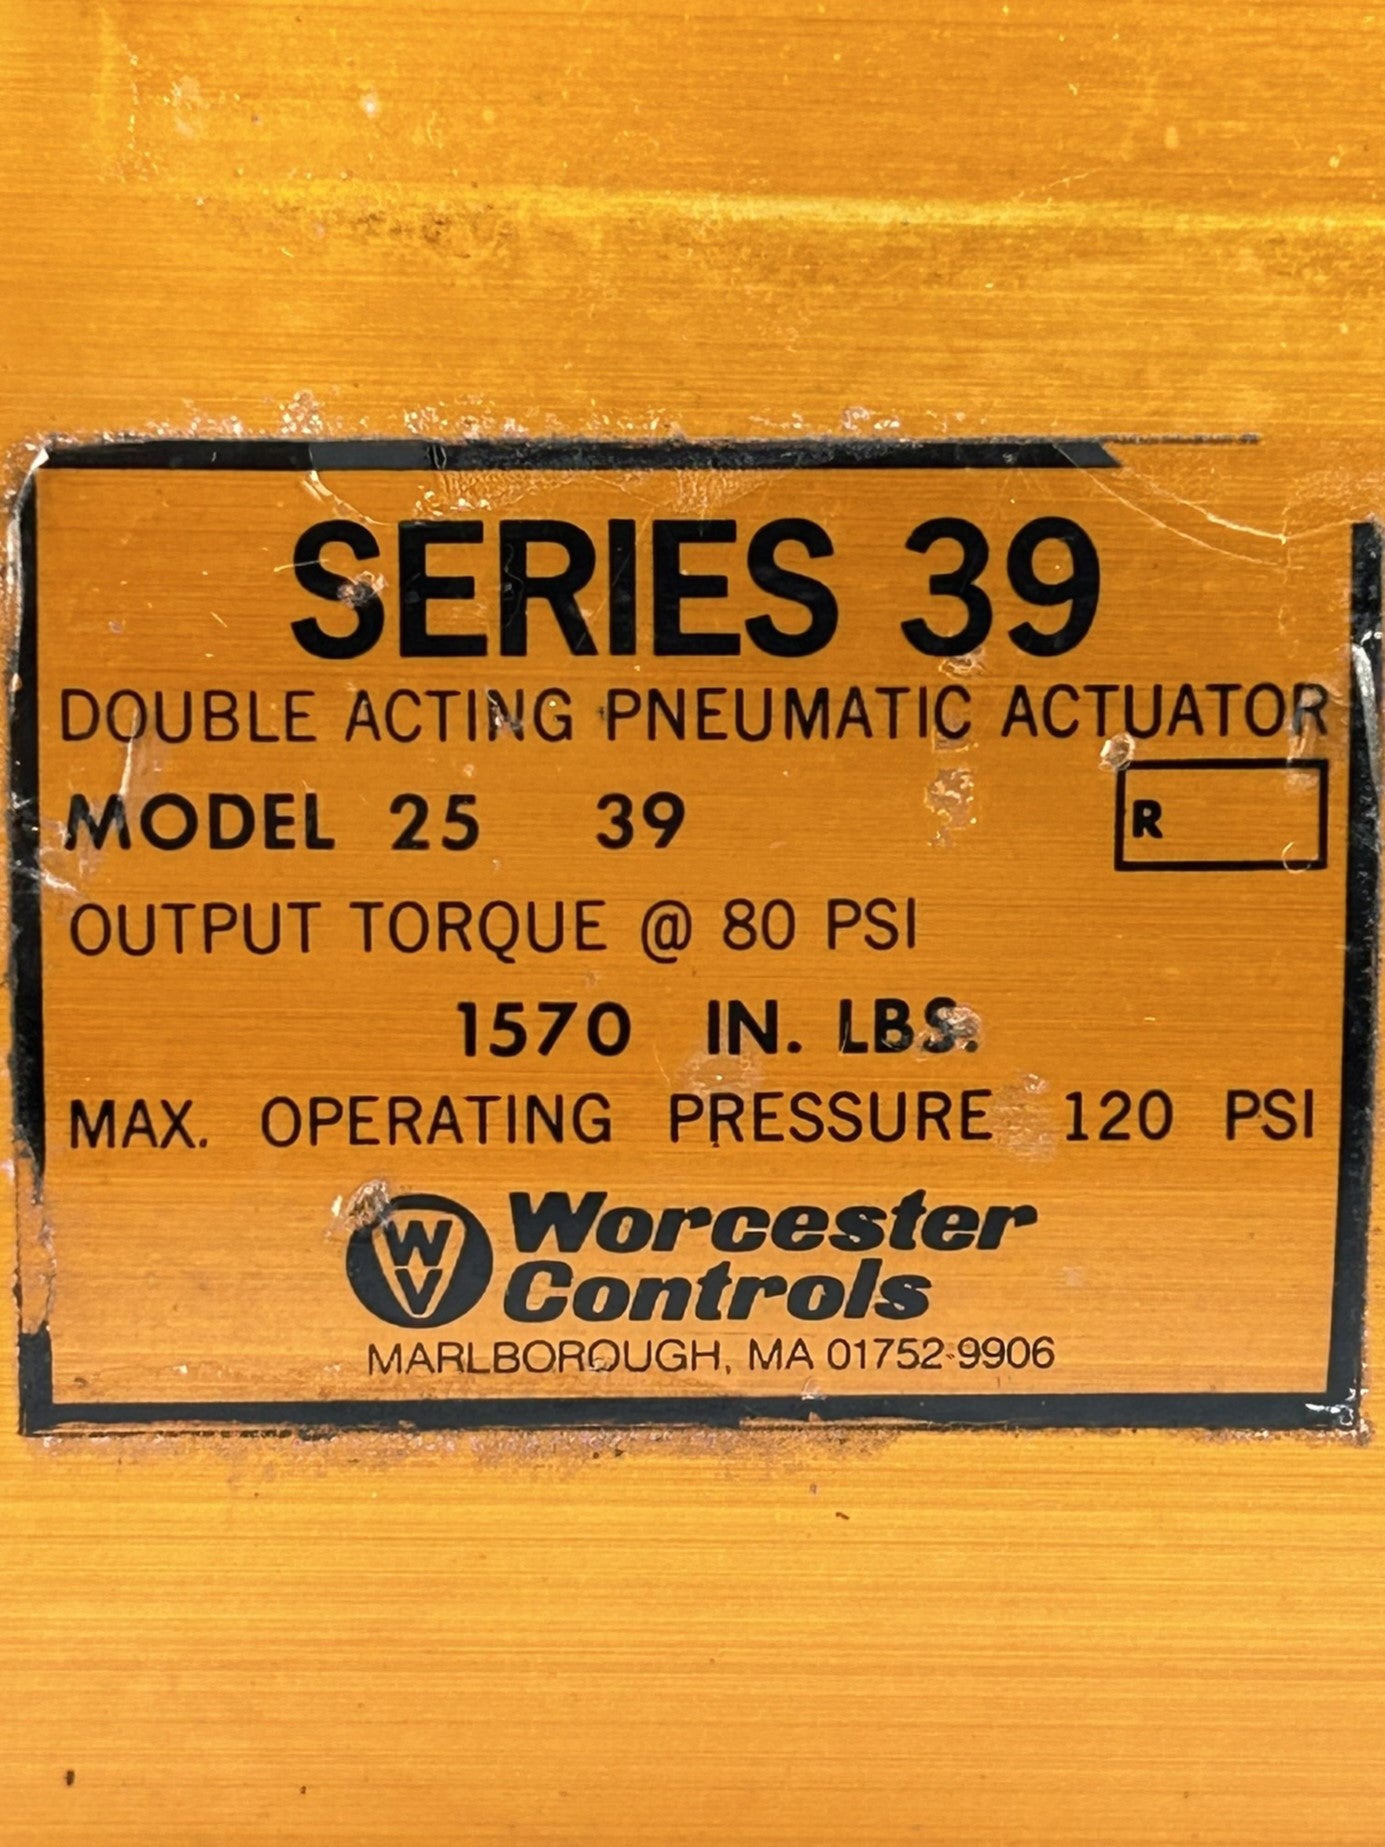 SERIES 39
DOUBLE ACTING PNEUMATIC ACTUATOR
MODEL 25 39 R
OUTPUT TORQUE @ 80 PSI
1570 IN. LBS.
MAX. OPERATING PRESSURE 120 PSI
W Worcester
V Controls
MARLBOROUGH, MA 01752-9906